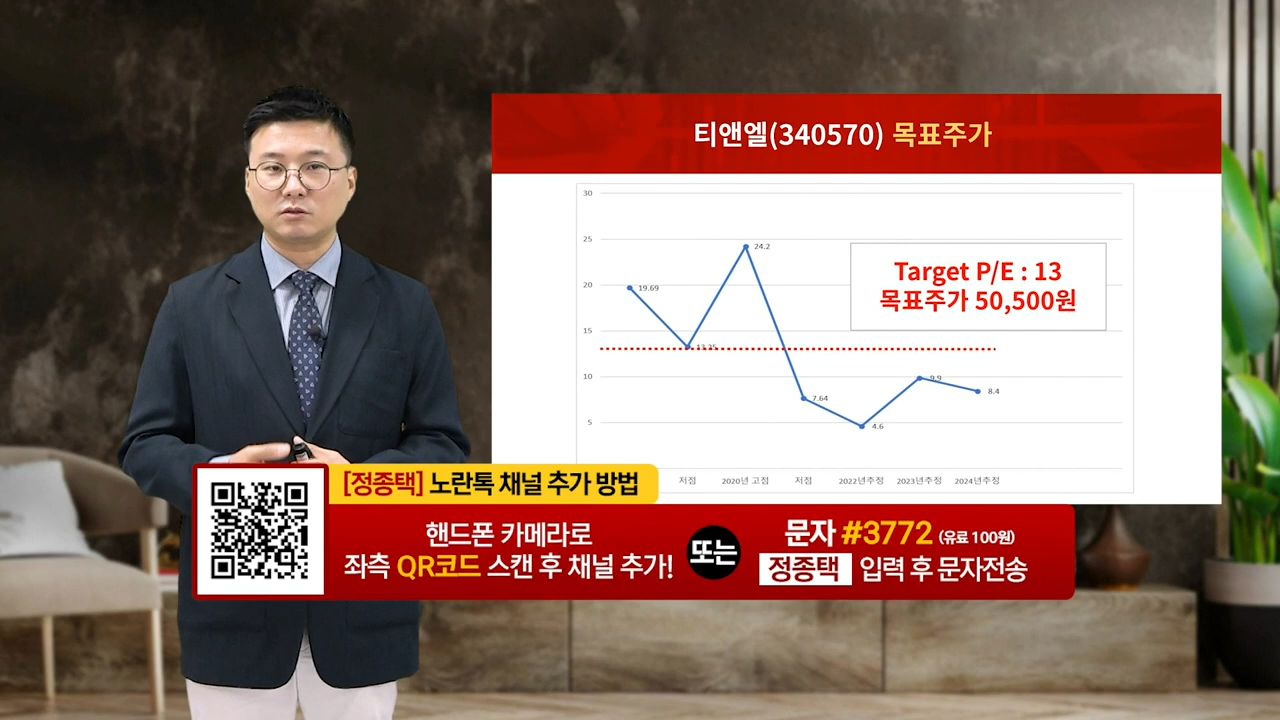 티앤엘(340570) 목표주가
30
25
20
15
10
5
19.69
13.25
24.2
7.64
4.6
9.9
8.4
Target P/E : 13
목표주가 50,500원
저점
2020년 고점
저점
2022년추정
2023년추정
2024년추정
[정종택] 노란톡 채널 추가 방법
핸드폰 카메라로
좌측 QR코드 스캔 후 채널 추가!
또는
문자 #3772 (유료 100원)
정종택 입력 후 문자전송